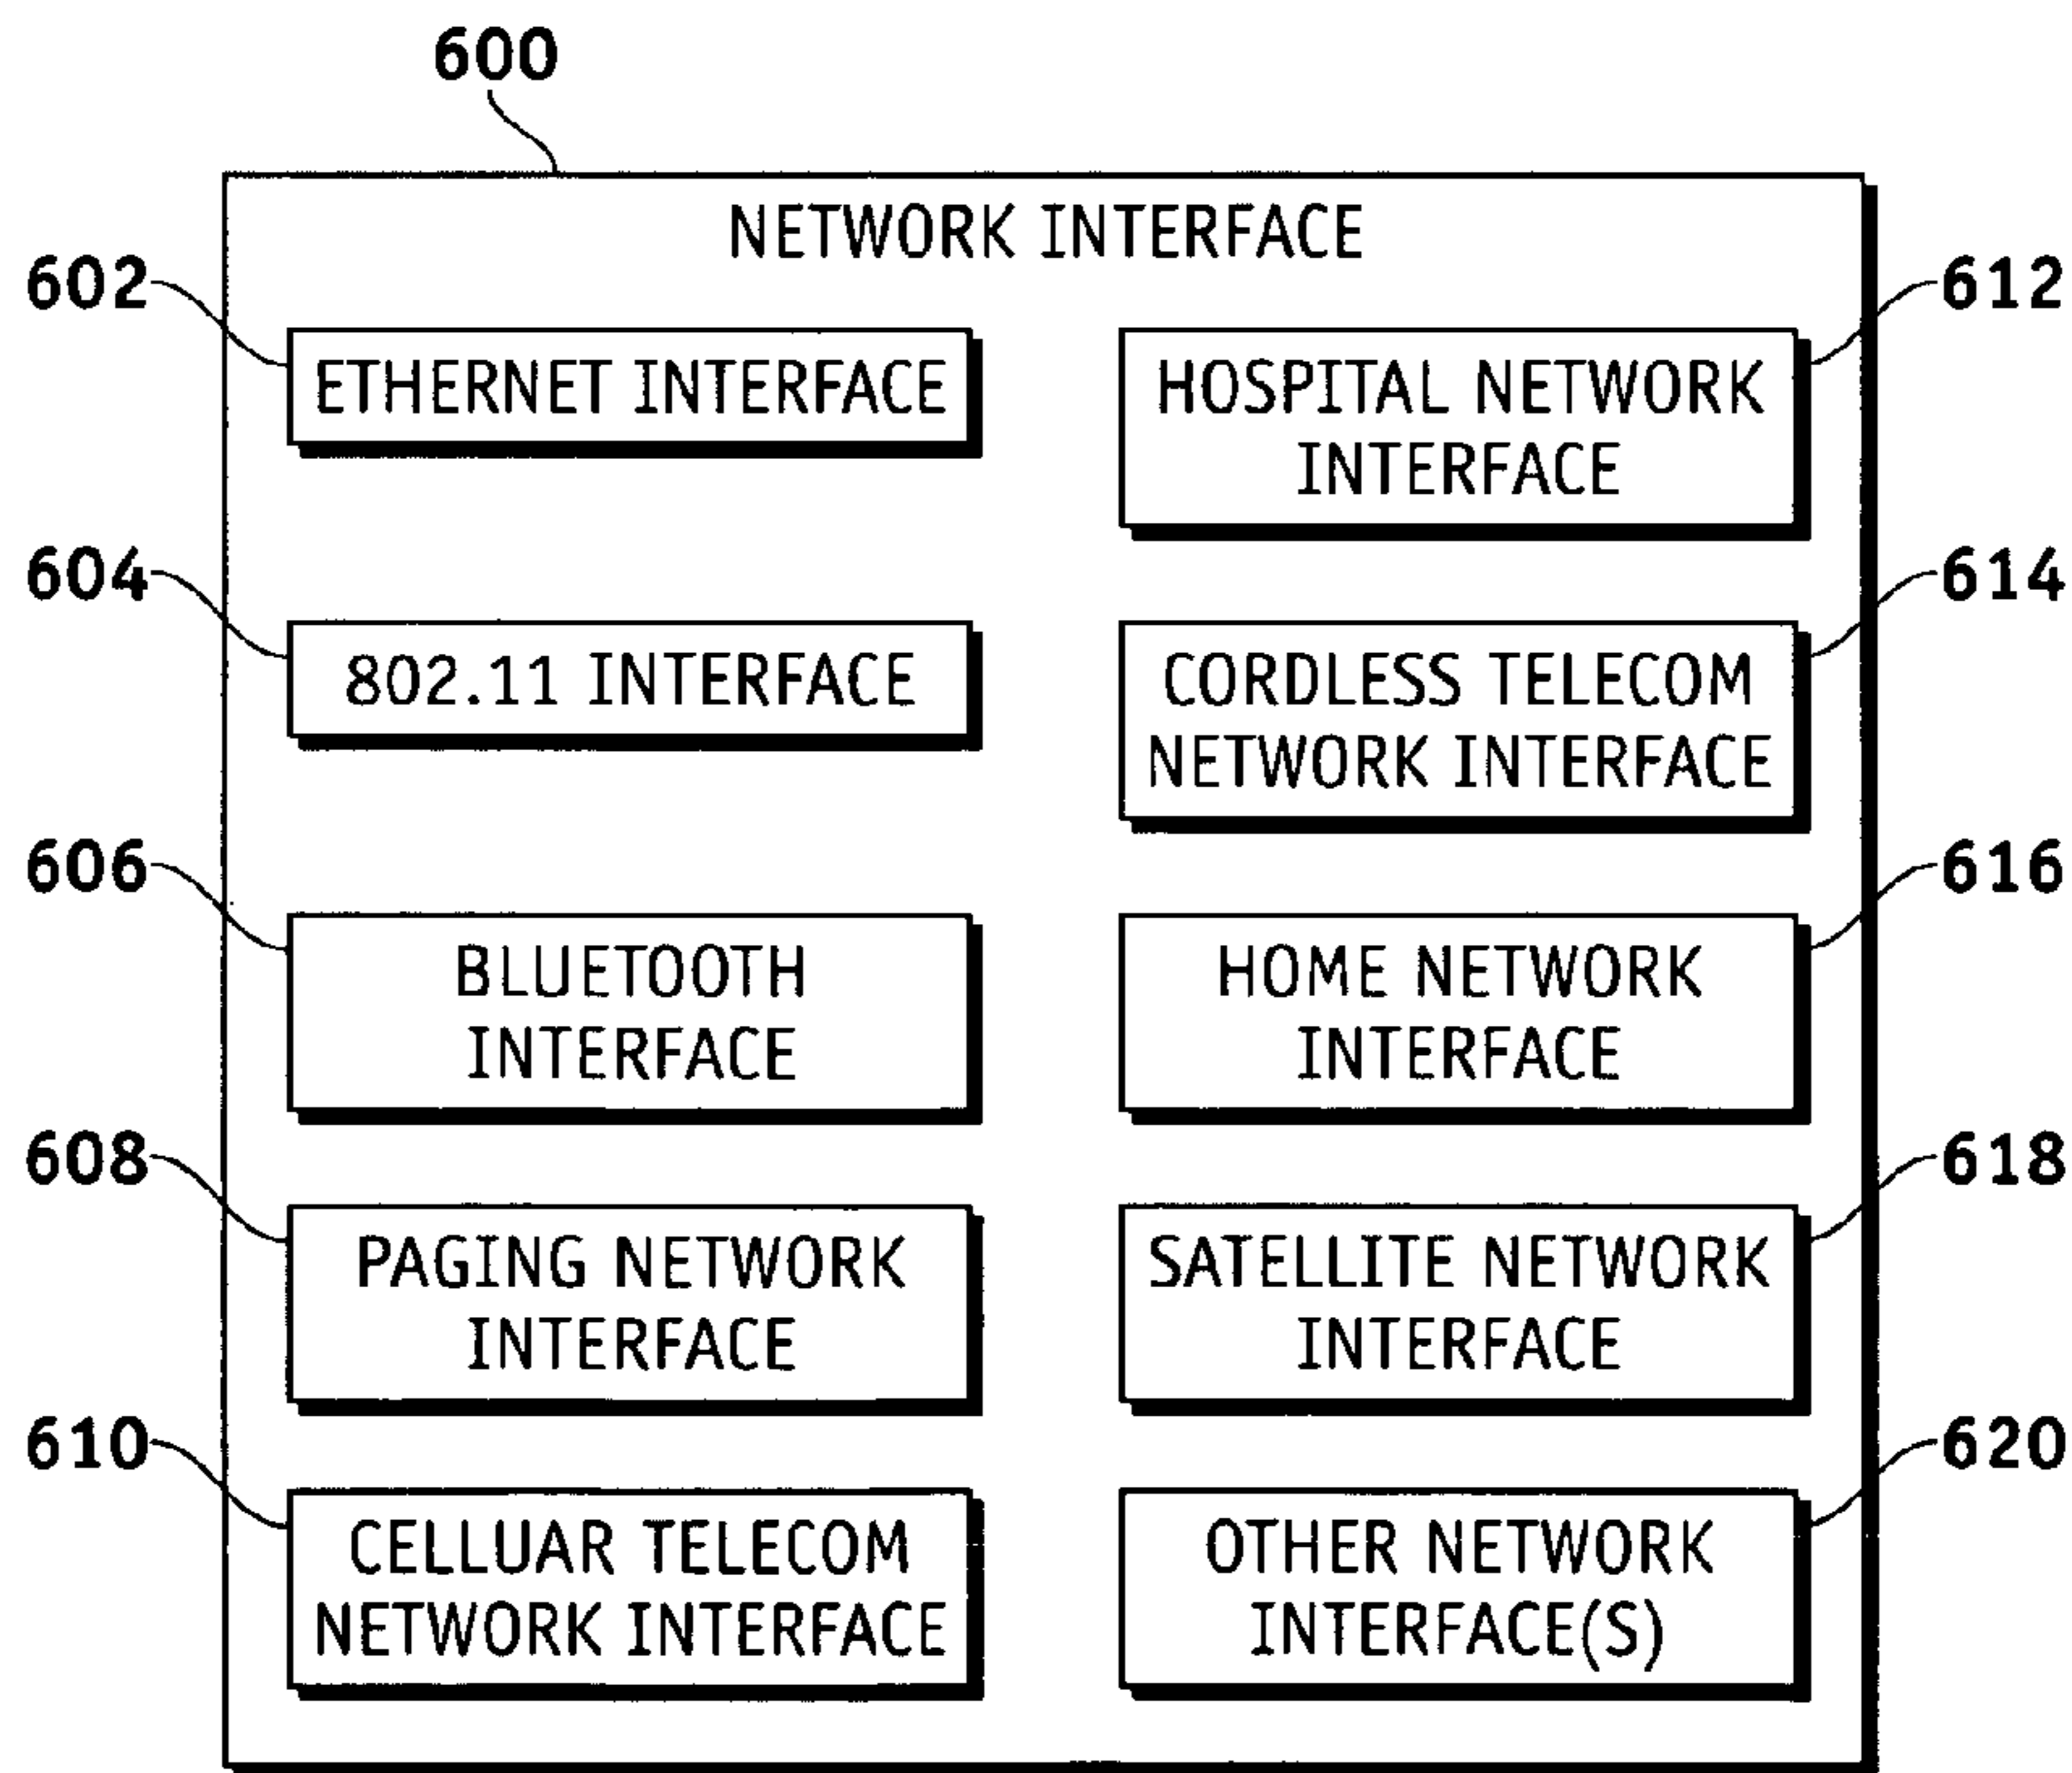 600
NETWORK INTERFACE
602
ETHERNET INTERFACE
604
802.11 INTERFACE
606
BLUETOOTH
INTERFACE
608
PAGING NETWORK
INTERFACE
610
CELLUAR TELECOM
NETWORK INTERFACE
612
HOSPITAL NETWORK
INTERFACE
614
CORDLESS TELECOM
NETWORK INTERFACE
616
HOME NETWORK
INTERFACE
618
SATELLITE NETWORK
INTERFACE
620
OTHER NETWORK
INTERFACE(S)